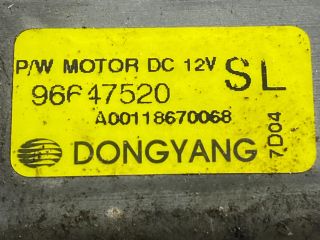 P/W MOTOR DC 12V SL
96647520
A00118670068
DONGYANG
7D04